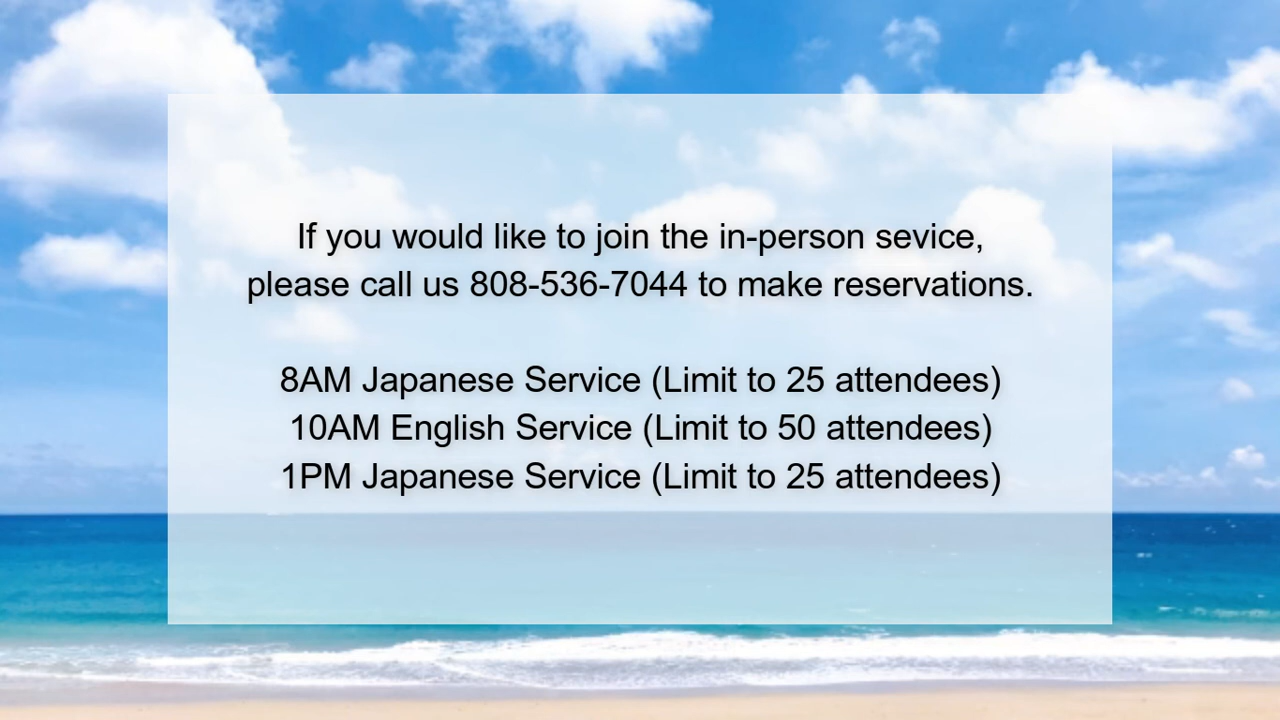 If you would like to join the in-person sevice,
please call us 808-536-7044 to make reservations.
8AM Japanese Service (Limit to 25 attendees)
10AM English Service (Limit to 50 attendees)
1PM Japanese Service (Limit to 25 attendees)